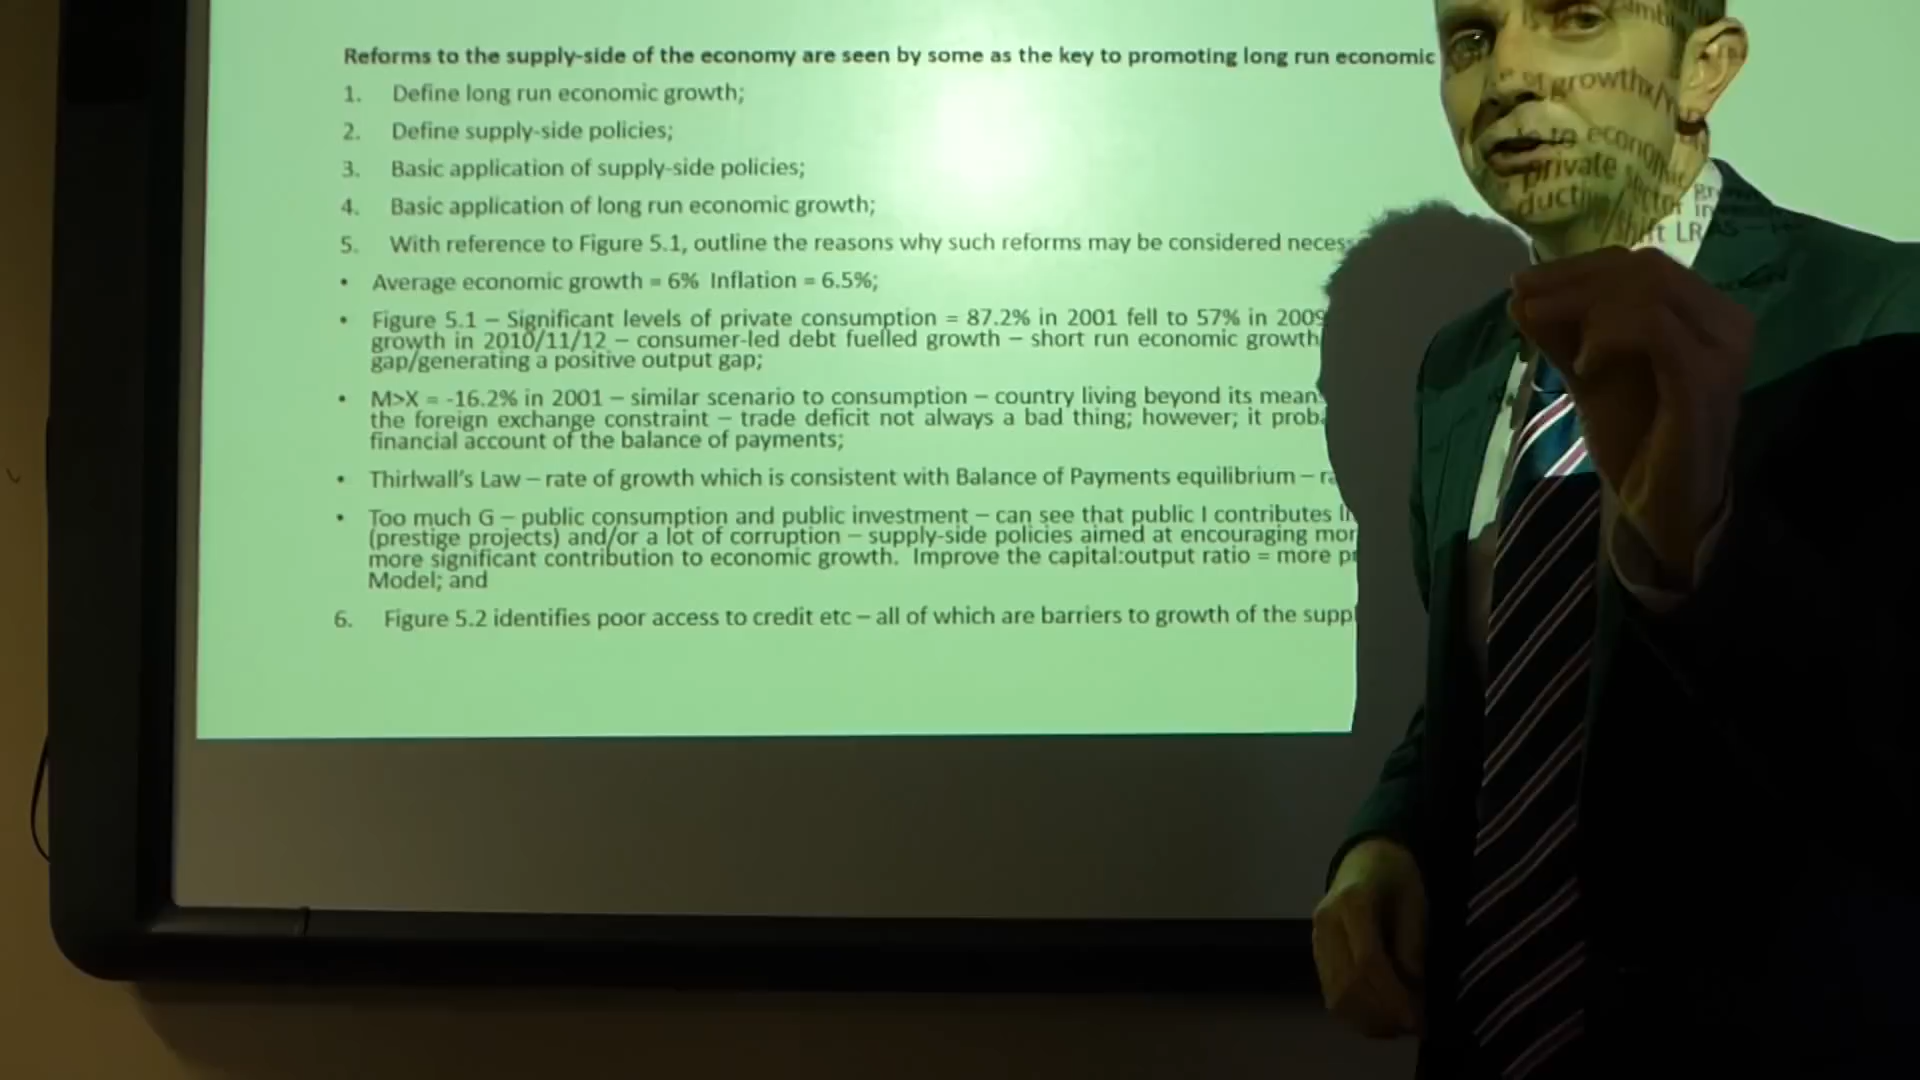 Reforms to the supply-side of the economy are seen by some as the key to promoting long run economic
1. Define long run economic growth;
2. Define supply-side policies;
3. Basic application of supply-side policies;
4. Basic application of long run economic growth;
5. With reference to Figure 5.1, outline the reasons why such reforms may be considered
• Average economic growth = 6% Inflation = 6.5%;
• Figure 5.1 – Significant levels of private consumption = 87.2% in 2001 fell to 57% in 2009
growth in 2010/11/12 – consumer-led debt fuelled growth – short run economic growth
gap/generating a positive output gap;
• M>X = -16.2% in 2001 – similar scenario to consumption – country living beyond its
the foreign exchange constraint – trade deficit not always a bad thing; however; it
financial account of the balance of payments;
• Thirlwall's Law – rate of growth which is consistent with Balance of Payments equilibrium –
• Too much G – public consumption and public investment – can see that public I contributes
(prestige projects) and/or a lot of corruption – supply-side policies aimed at encouraging
more significant contribution to economic growth. Improve the capital:output ratio = more
Model; and
6. Figure 5.2 identifies poor access to credit etc – all of which are barriers to growth of the
growth
to
private
shift LRAS